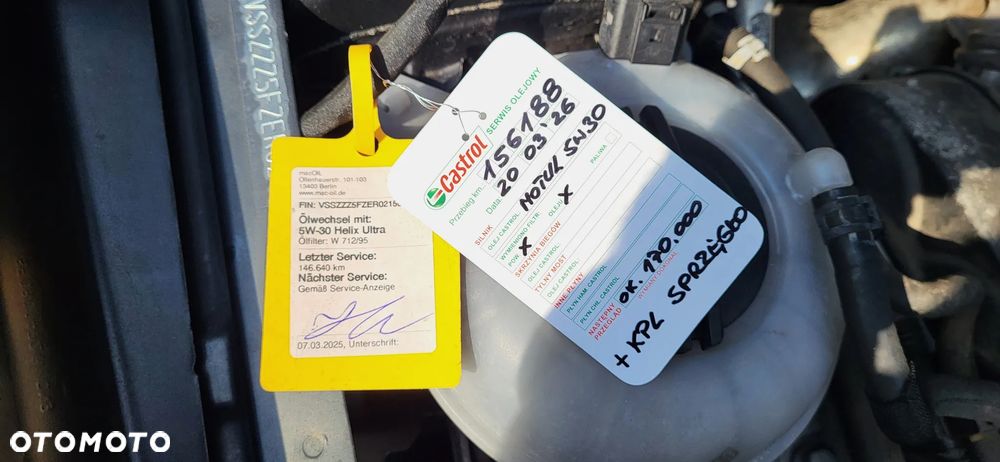 VSSZZZ5FZER
macOIL
Ollenhauerstr. 101-103
13403 Berlin
www.mac-oil.de
FIN: VSSZZZ5FZER0215
Ölwechsel mit:
5W-30 Helix Ultra
Ölfilter: W 712/95
Letzter Service:
146.640 km
Nächster Service:
Gemäß Service-Anzeige
07.03.2025, Unterschrift:
Castrol SERWIS OLEJOWY
Przebieg km 156188
Data 20 03 '26
SILNIK
OLEJ CASTROL MOTUL 5W30
WYMIENIONO FILTR:
POW. X OLEJU X PALIWA
SKRZYNIA BIEGÓW
OLEJ CASTROL
TYLNY MOST
OLEJ CASTROL
INNE PŁYNY
PŁYN HAM. CASTROL
PŁYN CHŁ. CASTROL
NASTĘPNY
PRZEGLĄD OK. 170.000
+ KPL SPRZĘGŁO
OTOMOTO